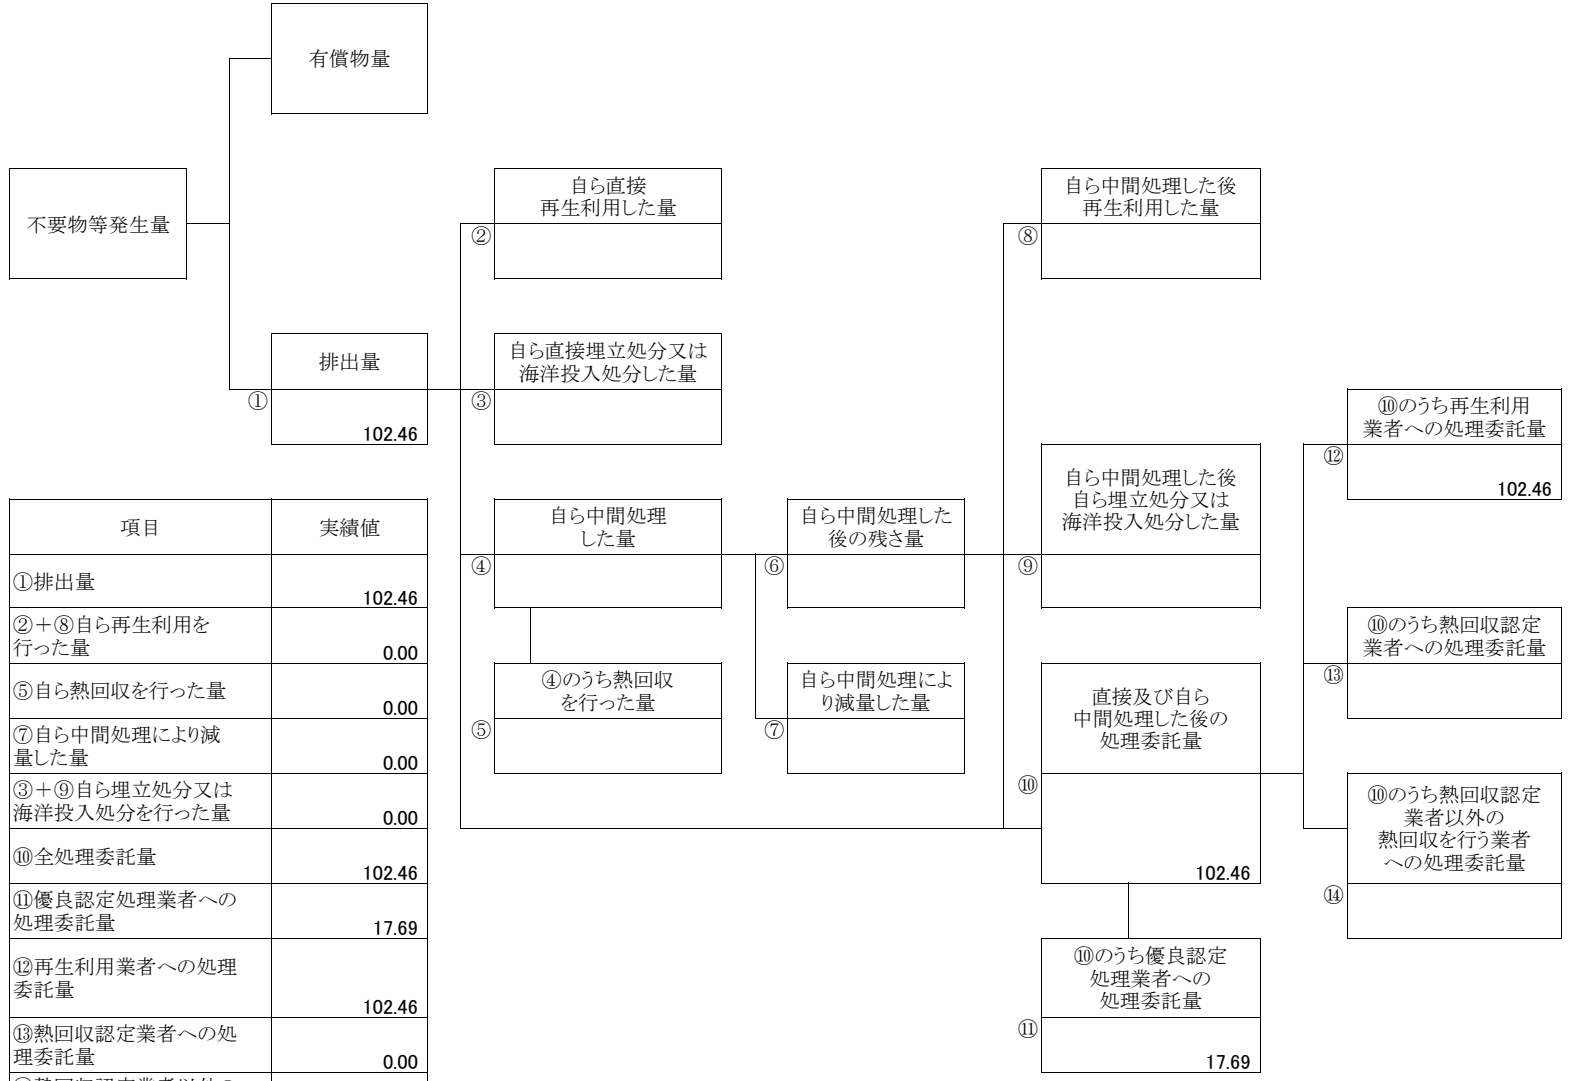 有償物量
不要物等発生量
自ら直接
再生利用した量
②
自ら中間処理した後
再生利用した量
⑧
排出量
①
102.46
自ら直接埋立処分又は
海洋投入処分した量
③
⑩のうち再生利用
業者への処理委託量
⑫
102.46
自ら中間処理した後
自ら埋立処分又は
海洋投入処分した量
⑨
自ら中間処理
した量
④
自ら中間処理した
後の残さ量
⑥
④のうち熱回収
を行った量
⑤
自ら中間処理によ
り減量した量
⑦
直接及び自ら
中間処理した後の
処理委託量
⑩
102.46
⑩のうち熱回収認定
業者への処理委託量
⑬
⑩のうち熱回収認定
業者以外の
熱回収を行う業者
への処理委託量
⑭
⑩のうち優良認定
処理業者への
処理委託量
⑪
17.69
項目
実績値
①排出量
102.46
②＋⑧自ら再生利用を
行った量
0.00
⑤自ら熱回収を行った量
0.00
⑦自ら中間処理により減
量した量
0.00
③＋⑨自ら埋立処分又は
海洋投入処分を行った量
0.00
⑩全処理委託量
102.46
⑪優良認定処理業者への
処理委託量
17.69
⑫再生利用業者への処理
委託量
102.46
⑬熱回収認定業者への処
理委託量
0.00